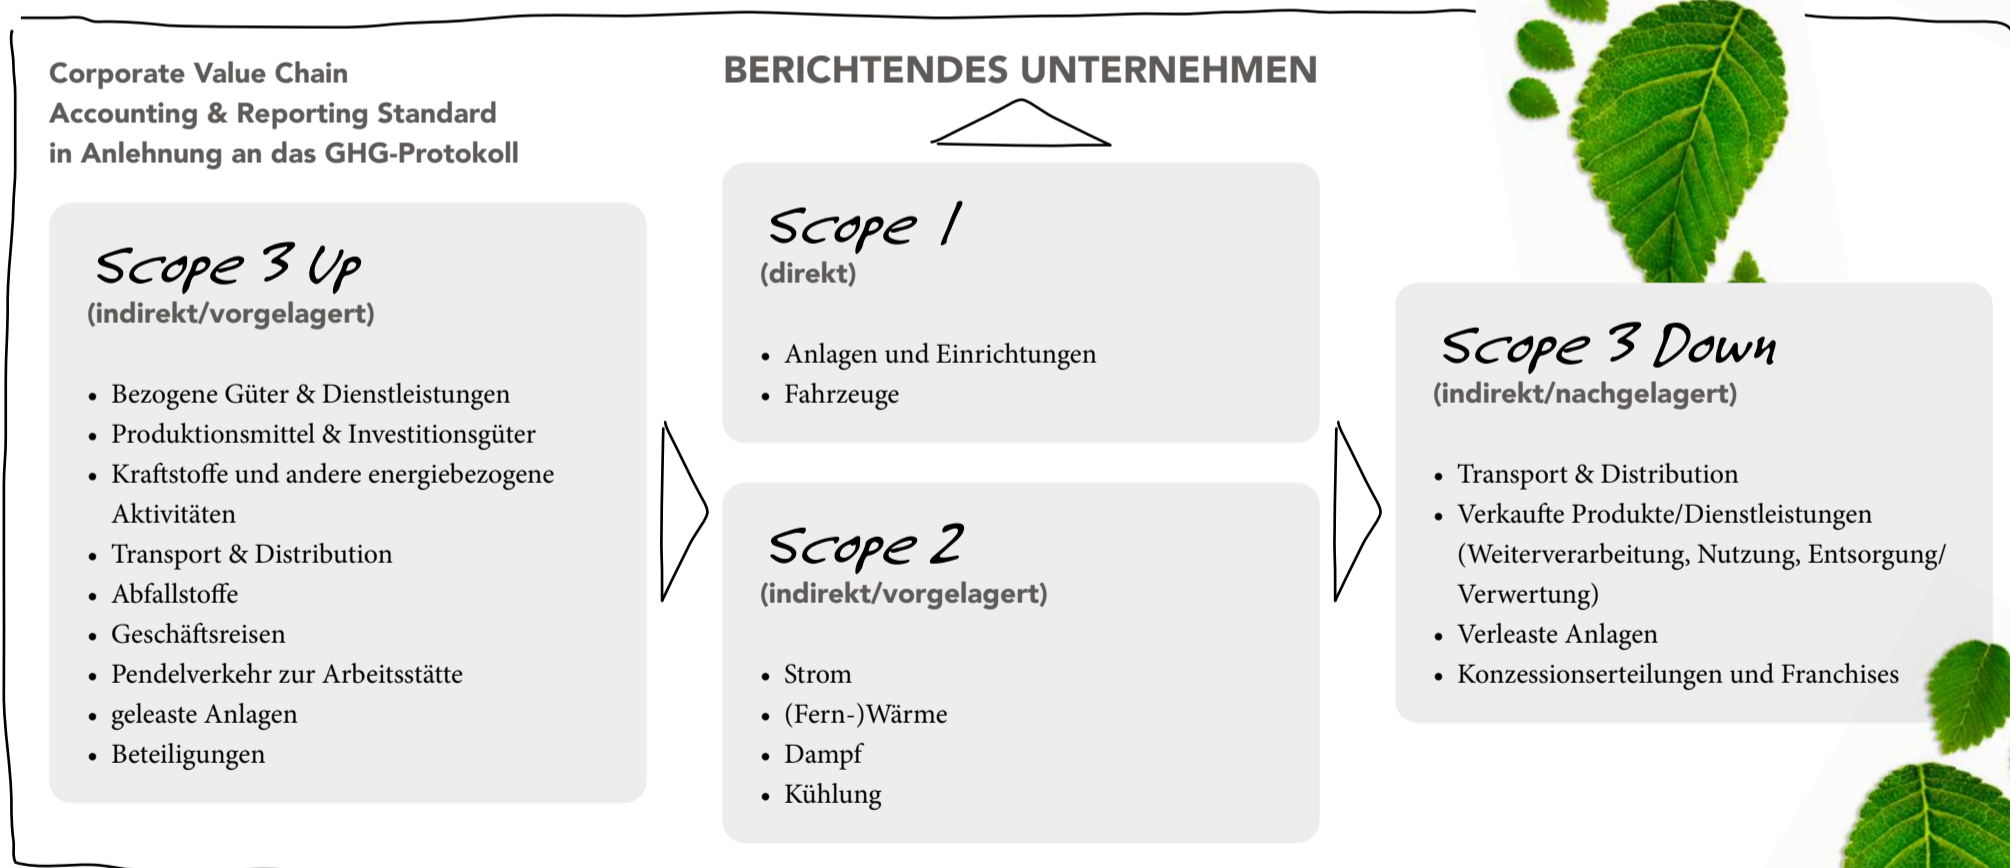 Corporate Value Chain
Accounting & Reporting Standard
in Anlehnung an das GHG-Protokoll
BERICHTENDES UNTERNEHMEN
Scope 3 Up
(indirekt/vorgelagert)
• Bezogene Güter & Dienstleistungen
• Produktionsmittel & Investitionsgüter
• Kraftstoffe und andere energiebezogene
Aktivitäten
• Transport & Distribution
• Abfallstoffe
• Geschäftsreisen
• Pendelverkehr zur Arbeitsstätte
• geleaste Anlagen
• Beteiligungen
Scope 1
(direkt)
• Anlagen und Einrichtungen
• Fahrzeuge
Scope 2
(indirekt/vorgelagert)
• Strom
• (Fern-)Wärme
• Dampf
• Kühlung
Scope 3 Down
(indirekt/nachgelagert)
• Transport & Distribution
• Verkaufte Produkte/Dienstleistungen
(Weiterverarbeitung, Nutzung, Entsorgung/
Verwertung)
• Verleaste Anlagen
• Konzessionserteilungen und Franchises